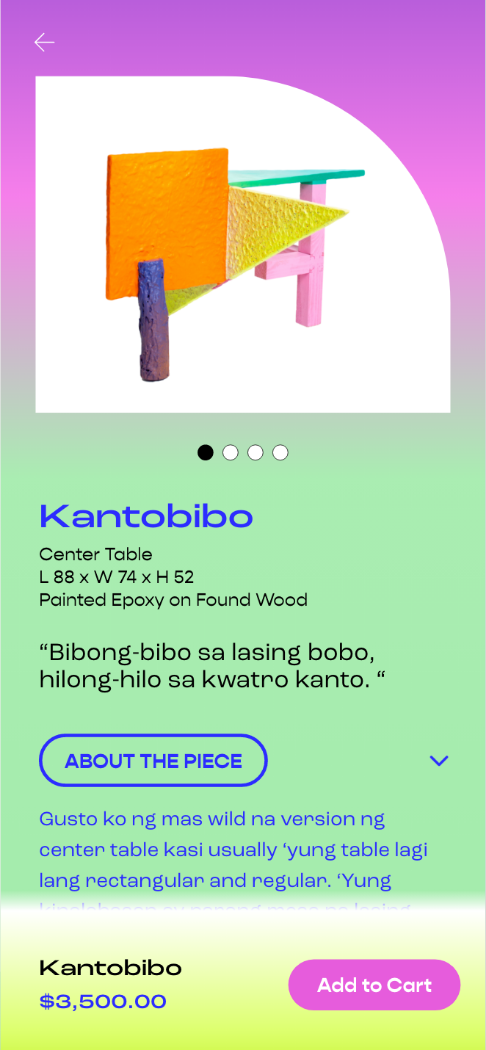 Kantobibo
Center Table
L 88 x W 74 x H 52
Painted Epoxy on Found Wood
“Bibong-bibo sa lasing bobo,
hilong-hilo sa kwatro kanto. “
ABOUT THE PIECE
Gusto ko ng mas wild na version ng
center table kasi usually ‘yung table lagi
lang rectangular and regular. ‘Yung
Kantobibo
$3,500.00
Add to Cart